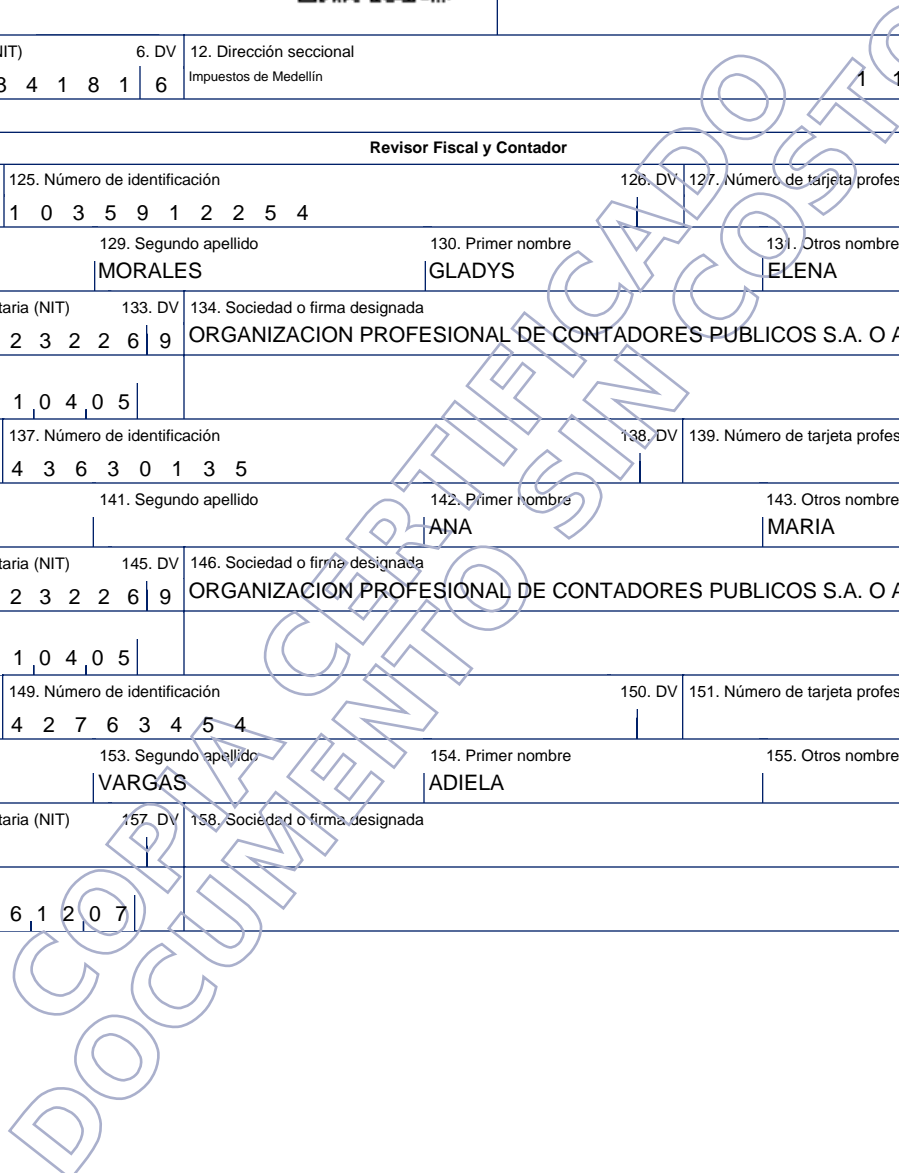 NIT) 6. DV 12. Dirección seccional
3 4 1 8 1 6 Impuestos de Medellín 1 1
Revisor Fiscal y Contador
125. Número de identificación 126. DV 127. Número de tarjeta profes
1 0 3 5 9 1 2 2 5 4
129. Segundo apellido 130. Primer nombre 131. Otros nombre
MORALES GLADYS ELENA
taria (NIT) 133. DV 134. Sociedad o firma designada
2 3 2 2 6 9 ORGANIZACION PROFESIONAL DE CONTADORES PUBLICOS S.A. O A
1 0 4 0 5
137. Número de identificación 138. DV 139. Número de tarjeta profes
4 3 6 3 0 1 3 5
141. Segundo apellido 142. Primer nombre 143. Otros nombre
ANA MARIA
taria (NIT) 145. DV 146. Sociedad o firma designada
2 3 2 2 6 9 ORGANIZACION PROFESIONAL DE CONTADORES PUBLICOS S.A. O A
1 0 4 0 5
149. Número de identificación 150. DV 151. Número de tarjeta profes
4 2 7 6 3 4 5 4
153. Segundo apellido 154. Primer nombre 155. Otros nombre
VARGAS ADIELA
taria (NIT) 157. DV 158. Sociedad o firma designada
6 1 2 0 7
COPIA CERTIFICADO
DOCUMENTO SIN COSTO